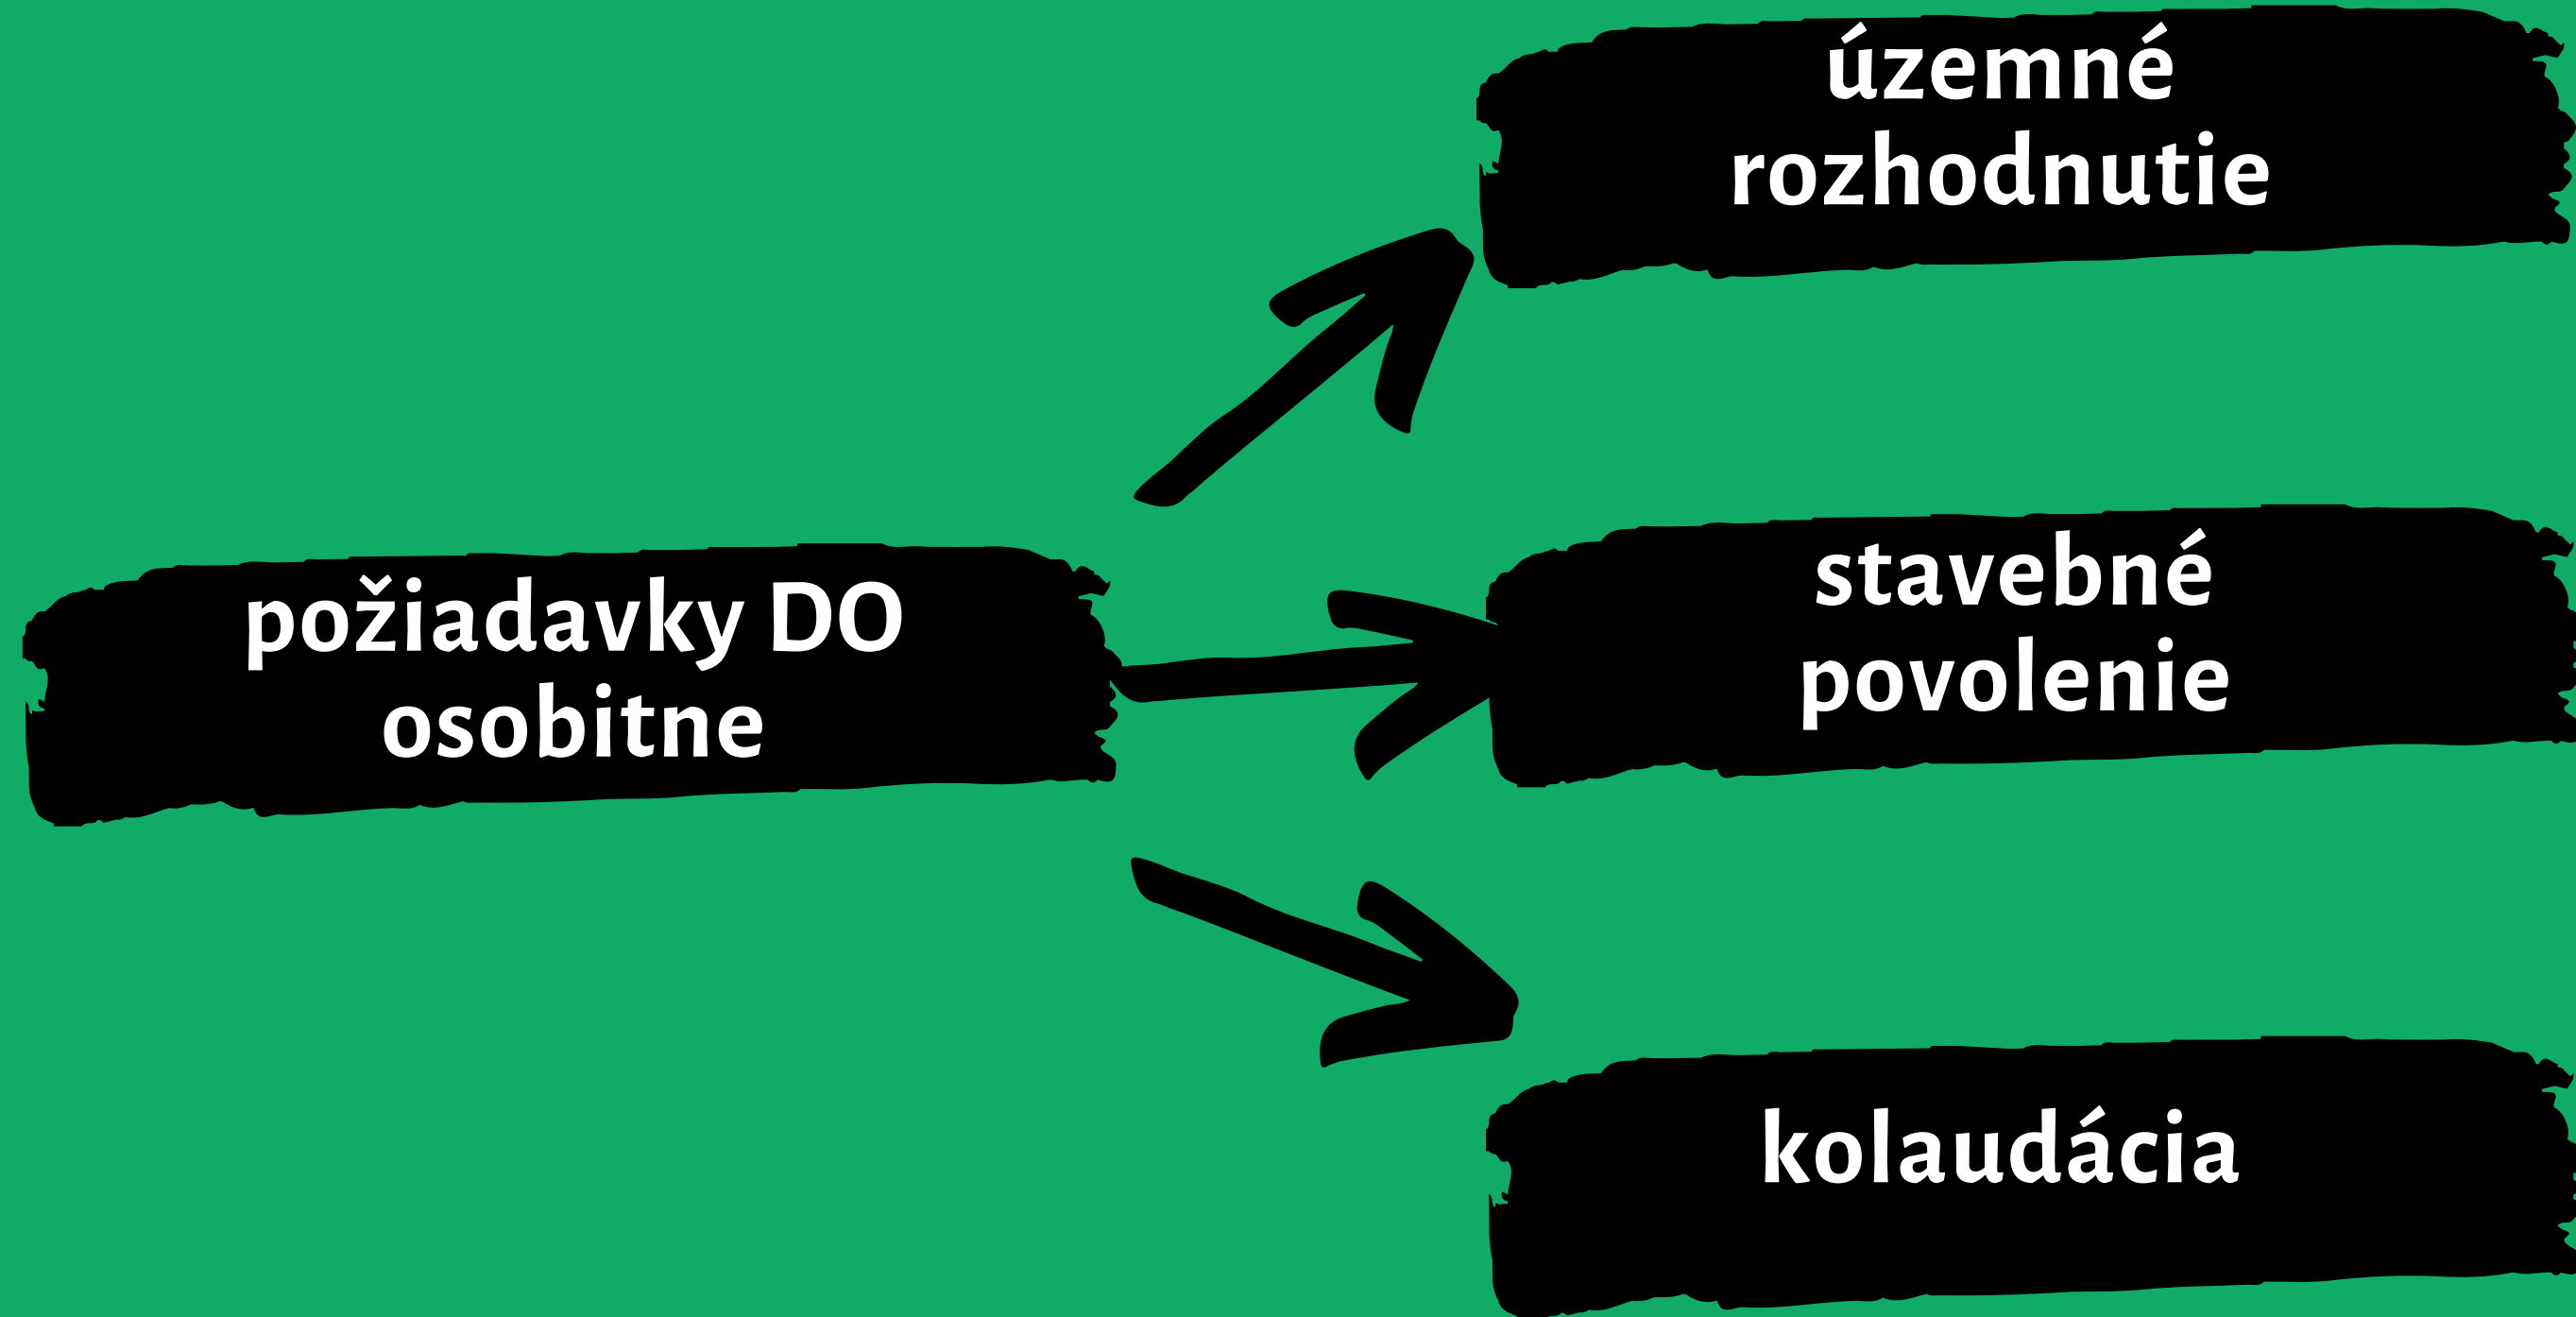 požiadavky DO
osobitne
územné
rozhodnutie
stavebné
povolenie
kolaudácia